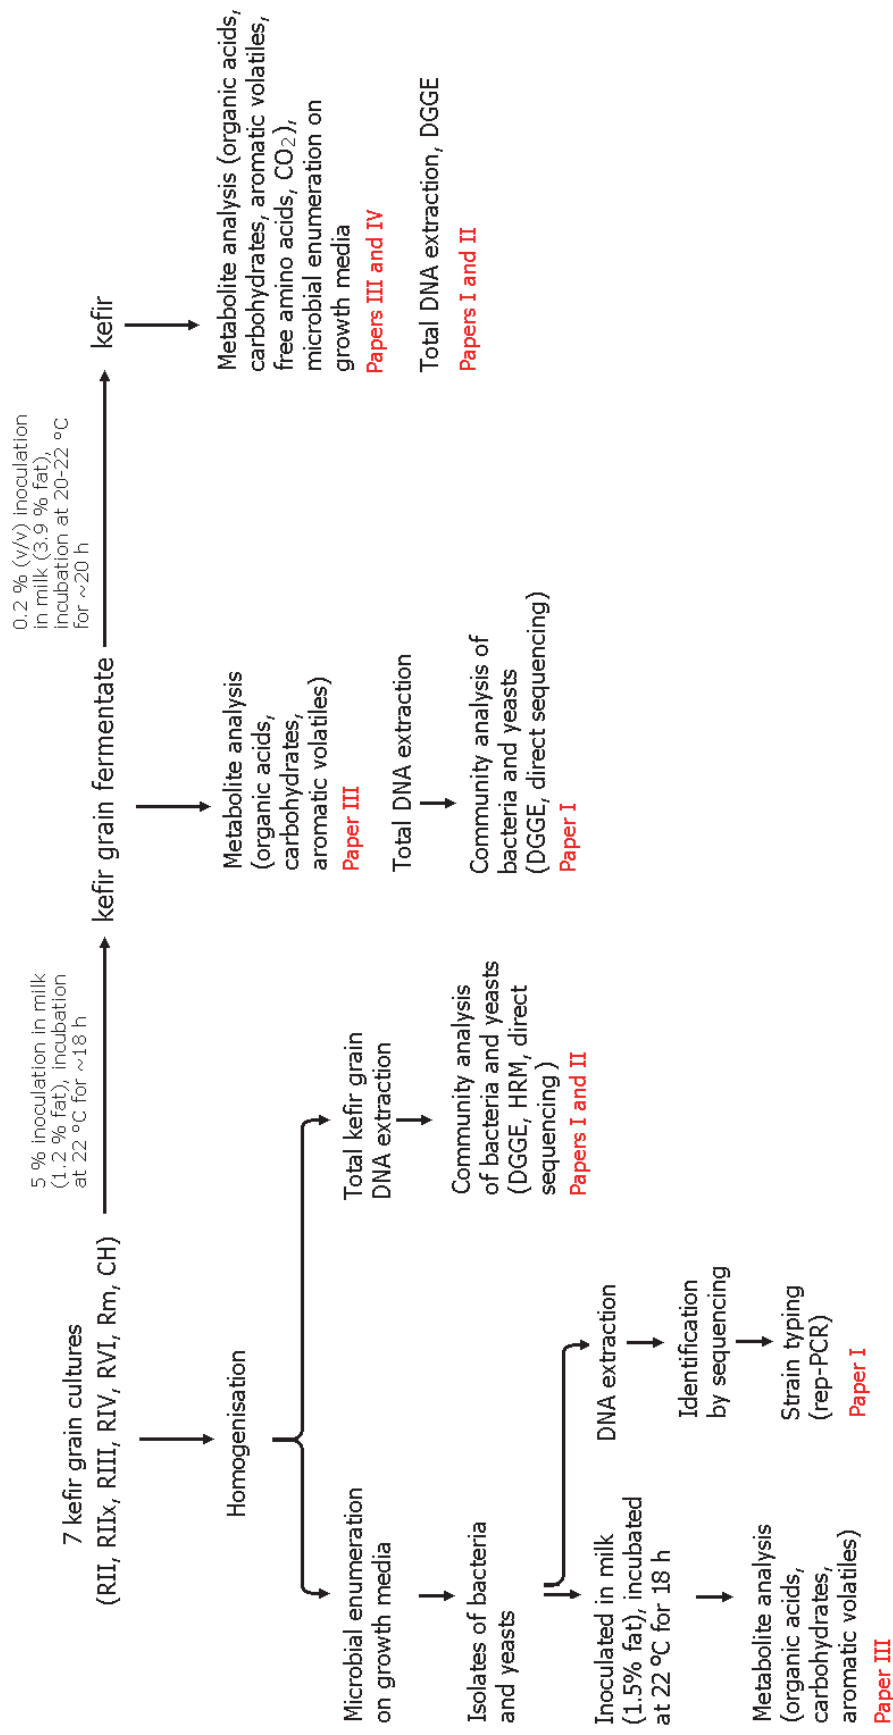 7 kefir grain cultures
(RII, RIIx, RIII, RIV, RVI, Rm, CH)
5 % inoculation in milk
(1.2 % fat), incubation
at 22 °C for ~18 h
kefir grain fermentate
0.2 % (v/v) inoculation
in milk (3.9 % fat),
incubation at 20-22 °C
for ~20 h
kefir
Homogenisation
Microbial enumeration
on growth media
Isolates of bacteria
and yeasts
Inoculated in milk
(1.5% fat), incubated
at 22 °C for 18 h
Metabolite analysis
(organic acids,
carbohydrates,
aromatic volatiles)
Paper III
DNA extraction
Identification
by sequencing
Strain typing
(rep-PCR)
Paper I
Total kefir grain
DNA extraction
Community analysis
of bacteria and yeasts
(DGGE, HRM, direct
sequencing)
Papers I and II
Metabolite analysis
(organic acids,
carbohydrates,
aromatic volatiles)
Paper III
Total DNA extraction
Community analysis of
bacteria and yeasts
(DGGE, direct sequencing)
Paper I
Metabolite analysis (organic acids,
carbohydrates, aromatic volatiles,
free amino acids, CO₂),
microbial enumeration on
growth media
Papers III and IV
Total DNA extraction, DGGE
Papers I and II